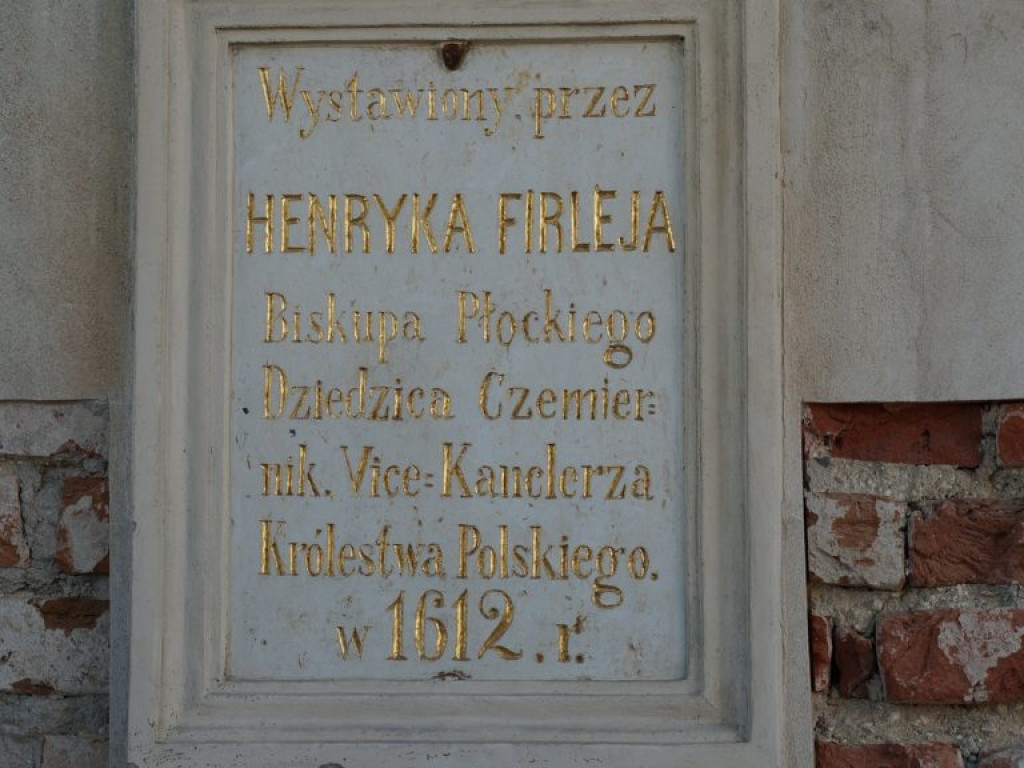 Wystawiony przez
HENRYKA FIRLEJA
Biskupa Płockiego
Dziedzica Czemier=
nik. Vice=Kanclerza
Królestwa Polskiego.
w 1612. r.